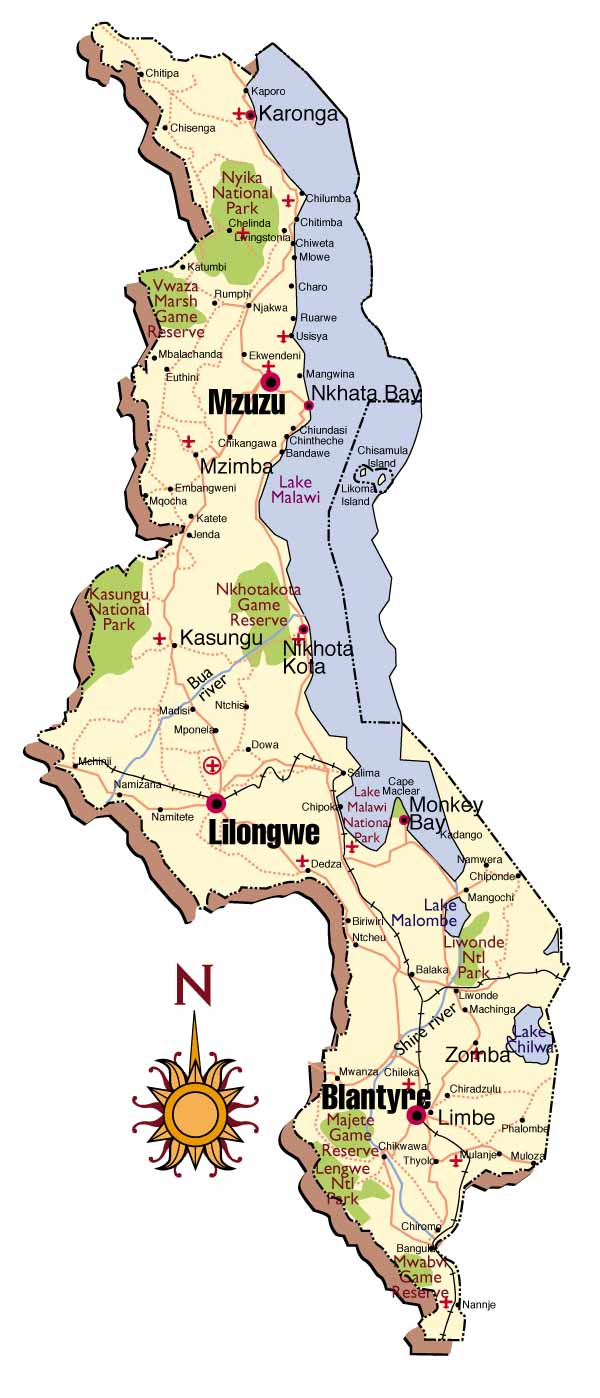 Chitipa
Kaporo
Karonga
Chisenga
Nyika
National
Park
Chilumba
Chelinda
Livingstonia
Chitimba
Chiweta
Mlowe
Katumbi
Vwaza
Marsh
Game
Reserve
Rumphi
Njakwa
Charo
Ruarwe
Usisya
Mbalachanda
Ekwendeni
Euthini
Mangwina
Mzuzu
Nkhata Bay
Chiundasi
Chikangawa
Chintheche
Bandawe
Mzimba
Chisamula
Island
Lake
Malawi
Likoma
Island
Embangweni
Mqocha
Katete
Jenda
Kasungu
National
Park
Nkhotakota
Game
Reserve
Kasungu
Nikhota
Kota
Bua
river
Madisi
Ntchisi
Mponela
Dowa
Mchinji
Salima
Namizana
Cape
Maclear
Lake
Malawi
National
Park
Chipoka
Monkey
Bay
Namitete
Lilongwe
Kadango
Dedza
Namwera
Chiponde
Mangochi
Lake
Malombe
Biriwiri
Ntcheu
Liwonde
Ntl
Park
Balaka
Liwonde
Machinga
N
Shire river
Lake
Chilwa
Zomba
Mwanza
Chileka
Blantyre
Chiradzulu
Limbe
Majete
Game
Reserve
Phalombe
Chikwawa
Thyolo
Mulanje
Muloza
Lengwe
Ntl
Park
Chiromo
Bangula
Mwabvi
Game
Reserve
Nannje